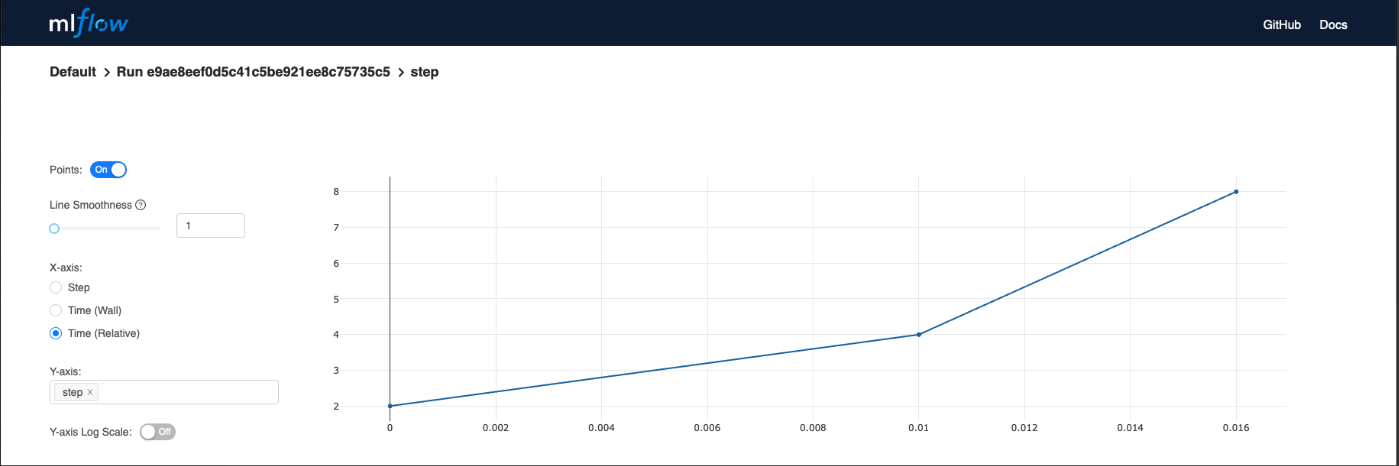 mlflow
GitHub Docs
Default > Run e9ae8eef0d5c41c5be921ee8c75735c5 > step
Points: On
Line Smoothness ?
1
X-axis:
Step
Time (Wall)
Time (Relative)
Y-axis:
step ×
Y-axis Log Scale: Off
8
7
6
5
4
3
2
0 0.002 0.004 0.006 0.008 0.01 0.012 0.014 0.016